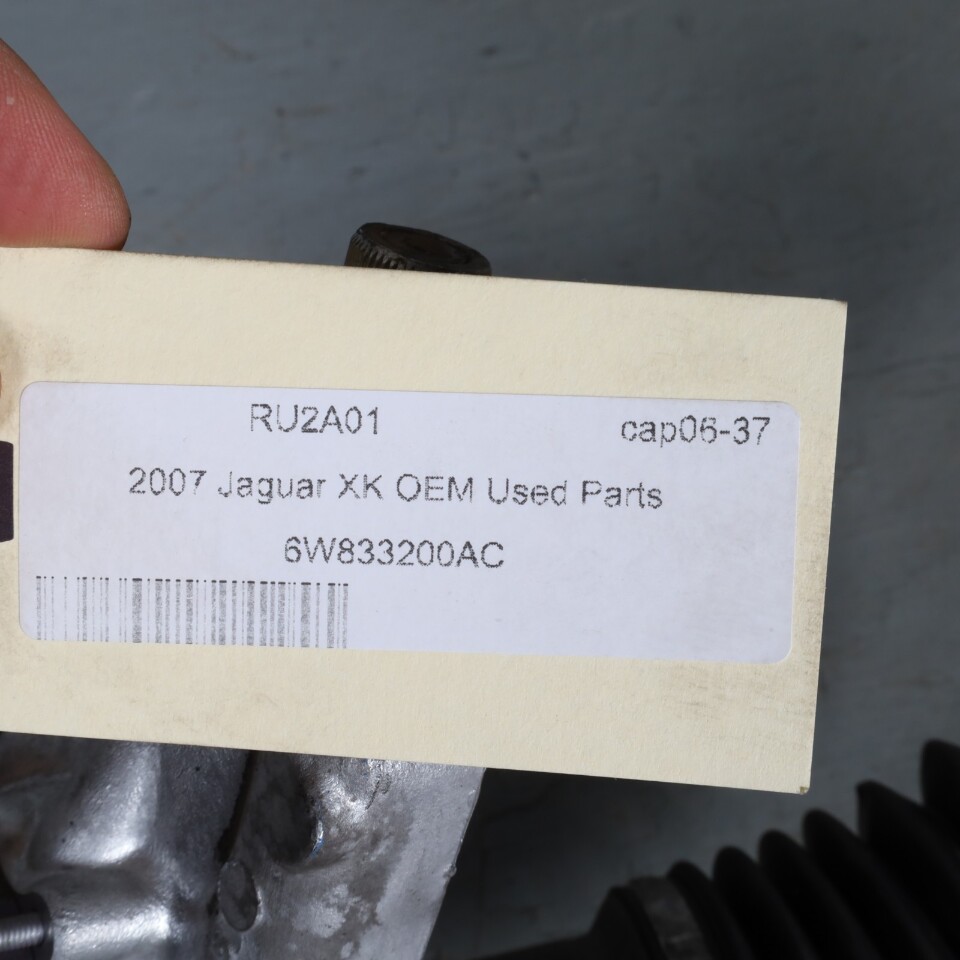 RU2A01 cap06-37
2007 Jaguar XK OEM Used Parts
6W833200AC